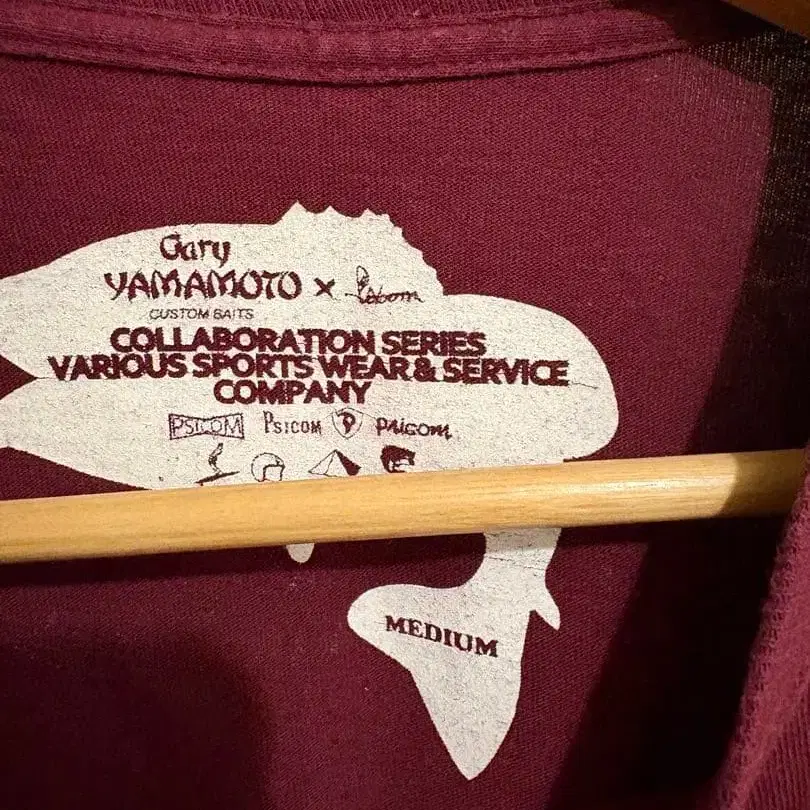 Gary
YAMAMOTO ×
CUSTOM BAITS
COLLABORATION SERIES
VARIOUS SPORTS WEAR & SERVICE
COMPANY
PSICOM PSICOM P psicom
MEDIUM